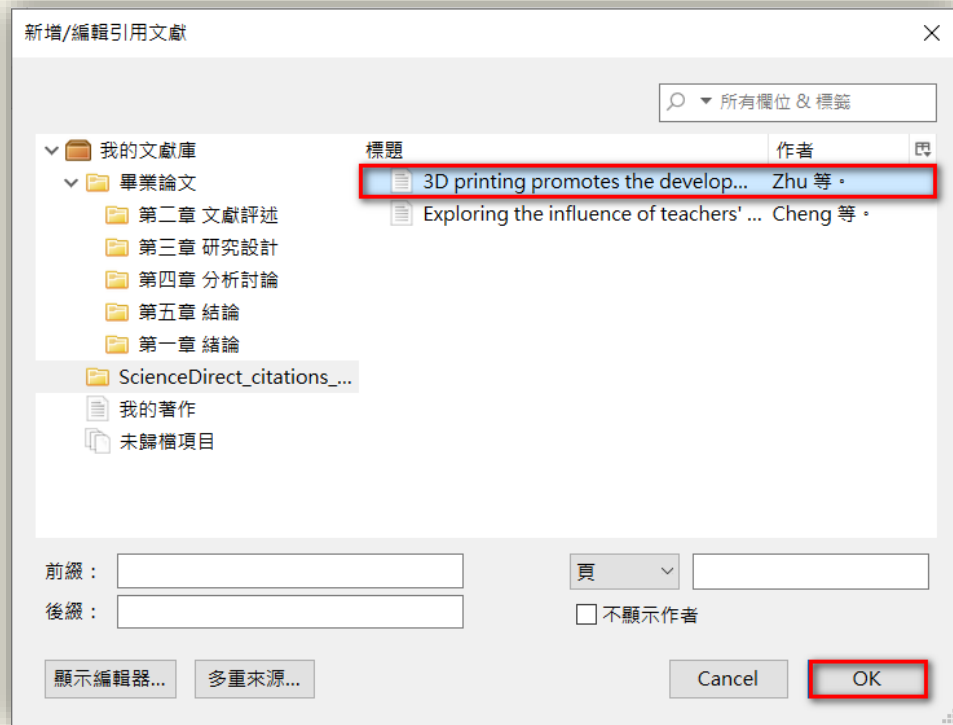 新增/編輯引用文獻
所有欄位 & 標籤
我的文獻庫
畢業論文
第二章 文獻評述
第三章 研究設計
第四章 分析討論
第五章 結論
第一章 緒論
ScienceDirect_citations_...
我的著作
未歸檔項目
標題 作者
3D printing promotes the develop... Zhu 等。
Exploring the influence of teachers' ... Cheng 等。
前綴：
頁
後綴：
不顯示作者
顯示編輯器... 多重來源... Cancel OK